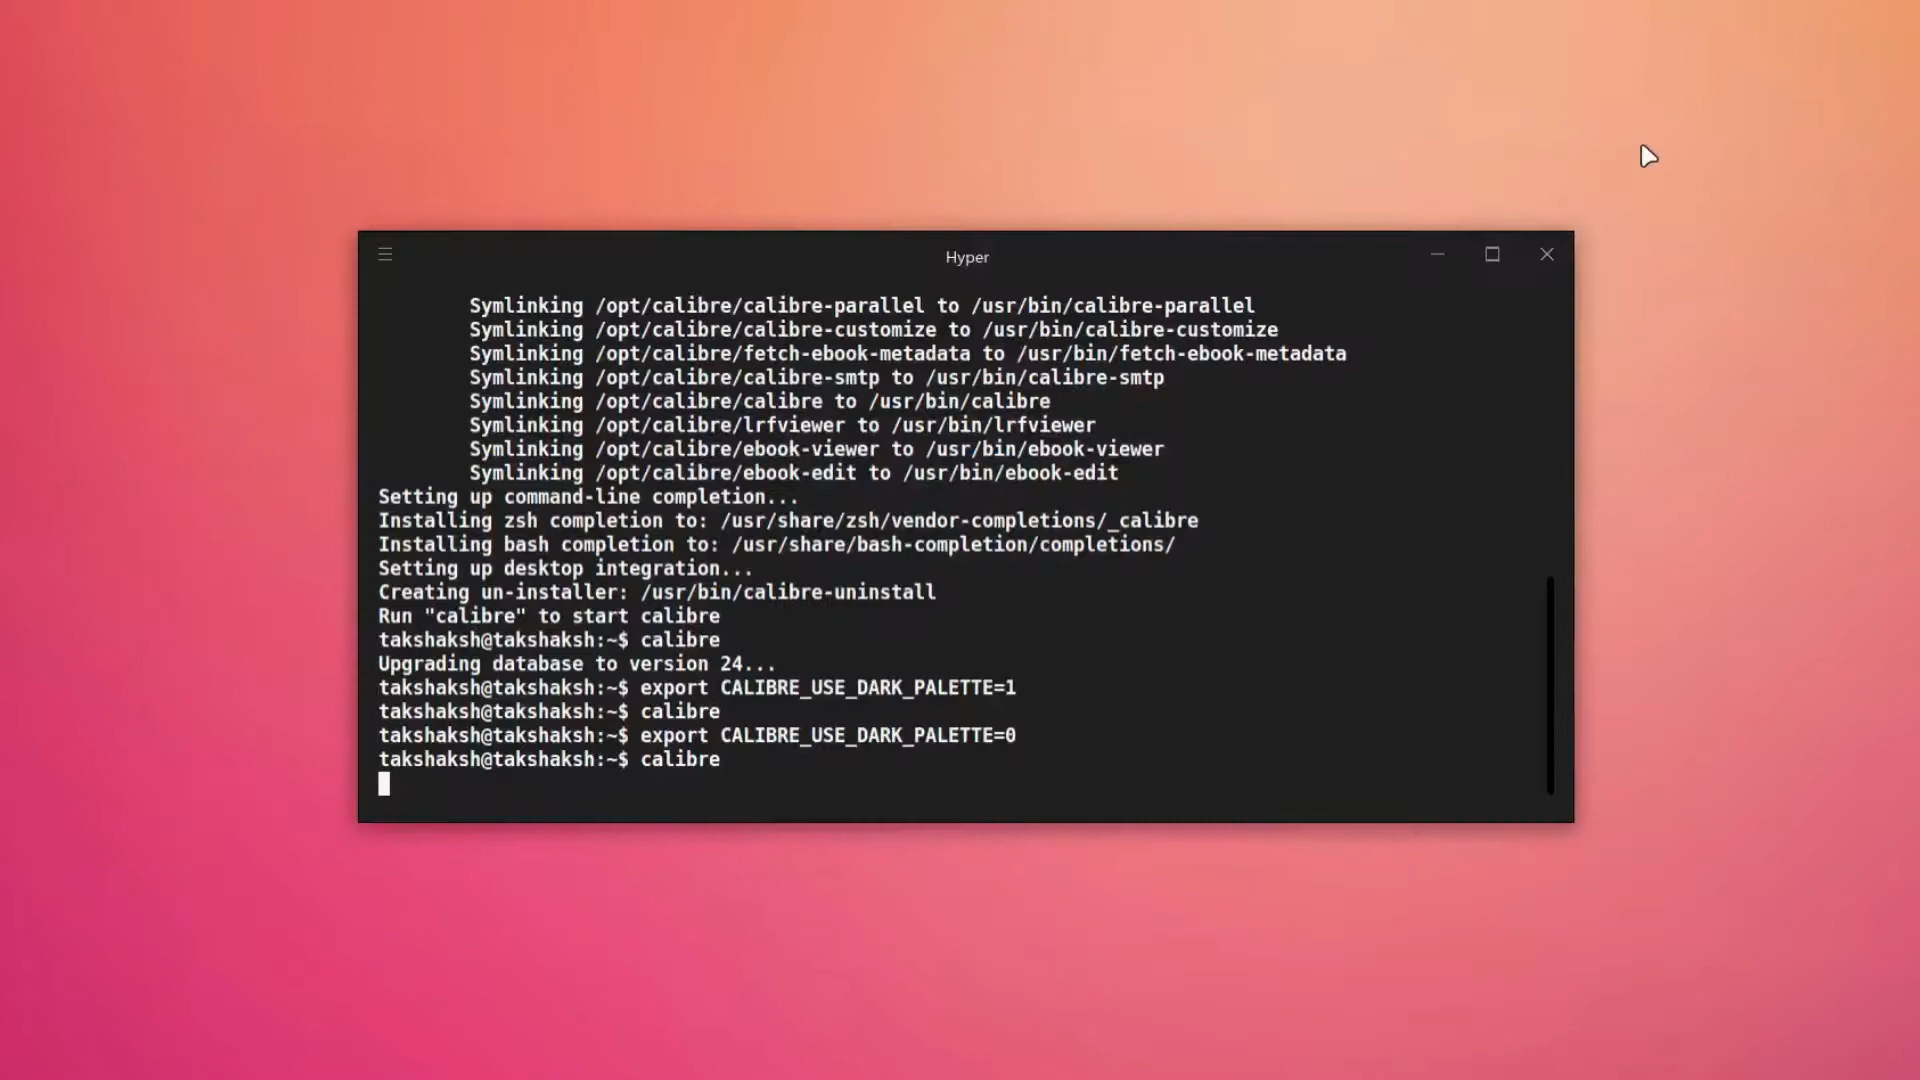 Hyper
Symlinking /opt/calibre/calibre-parallel to /usr/bin/calibre-parallel
Symlinking /opt/calibre/calibre-customize to /usr/bin/calibre-customize
Symlinking /opt/calibre/fetch-ebook-metadata to /usr/bin/fetch-ebook-metadata
Symlinking /opt/calibre/calibre-smtp to /usr/bin/calibre-smtp
Symlinking /opt/calibre/calibre to /usr/bin/calibre
Symlinking /opt/calibre/lrfviewer to /usr/bin/lrfviewer
Symlinking /opt/calibre/ebook-viewer to /usr/bin/ebook-viewer
Symlinking /opt/calibre/ebook-edit to /usr/bin/ebook-edit
Setting up command-line completion...
Installing zsh completion to: /usr/share/zsh/vendor-completions/_calibre
Installing bash completion to: /usr/share/bash-completion/completions/
Setting up desktop integration...
Creating un-installer: /usr/bin/calibre-uninstall
Run "calibre" to start calibre
takshaksh@takshaksh:~$ calibre
Upgrading database to version 24...
takshaksh@takshaksh:~$ export CALIBRE_USE_DARK_PALETTE=1
takshaksh@takshaksh:~$ calibre
takshaksh@takshaksh:~$ export CALIBRE_USE_DARK_PALETTE=0
takshaksh@takshaksh:~$ calibre